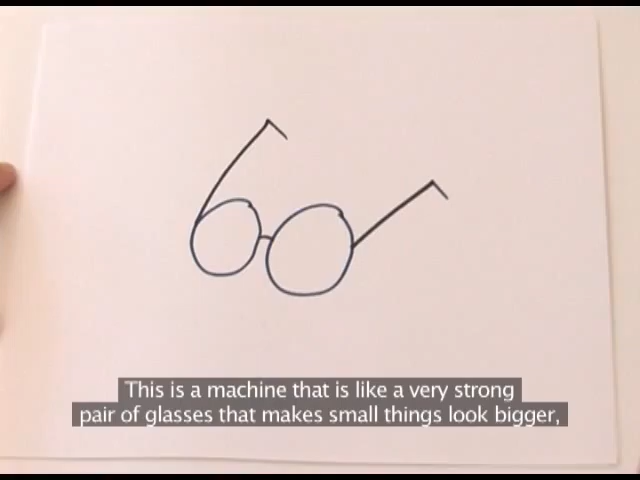 This is a machine that is like a very strong
pair of glasses that makes small things look bigger,